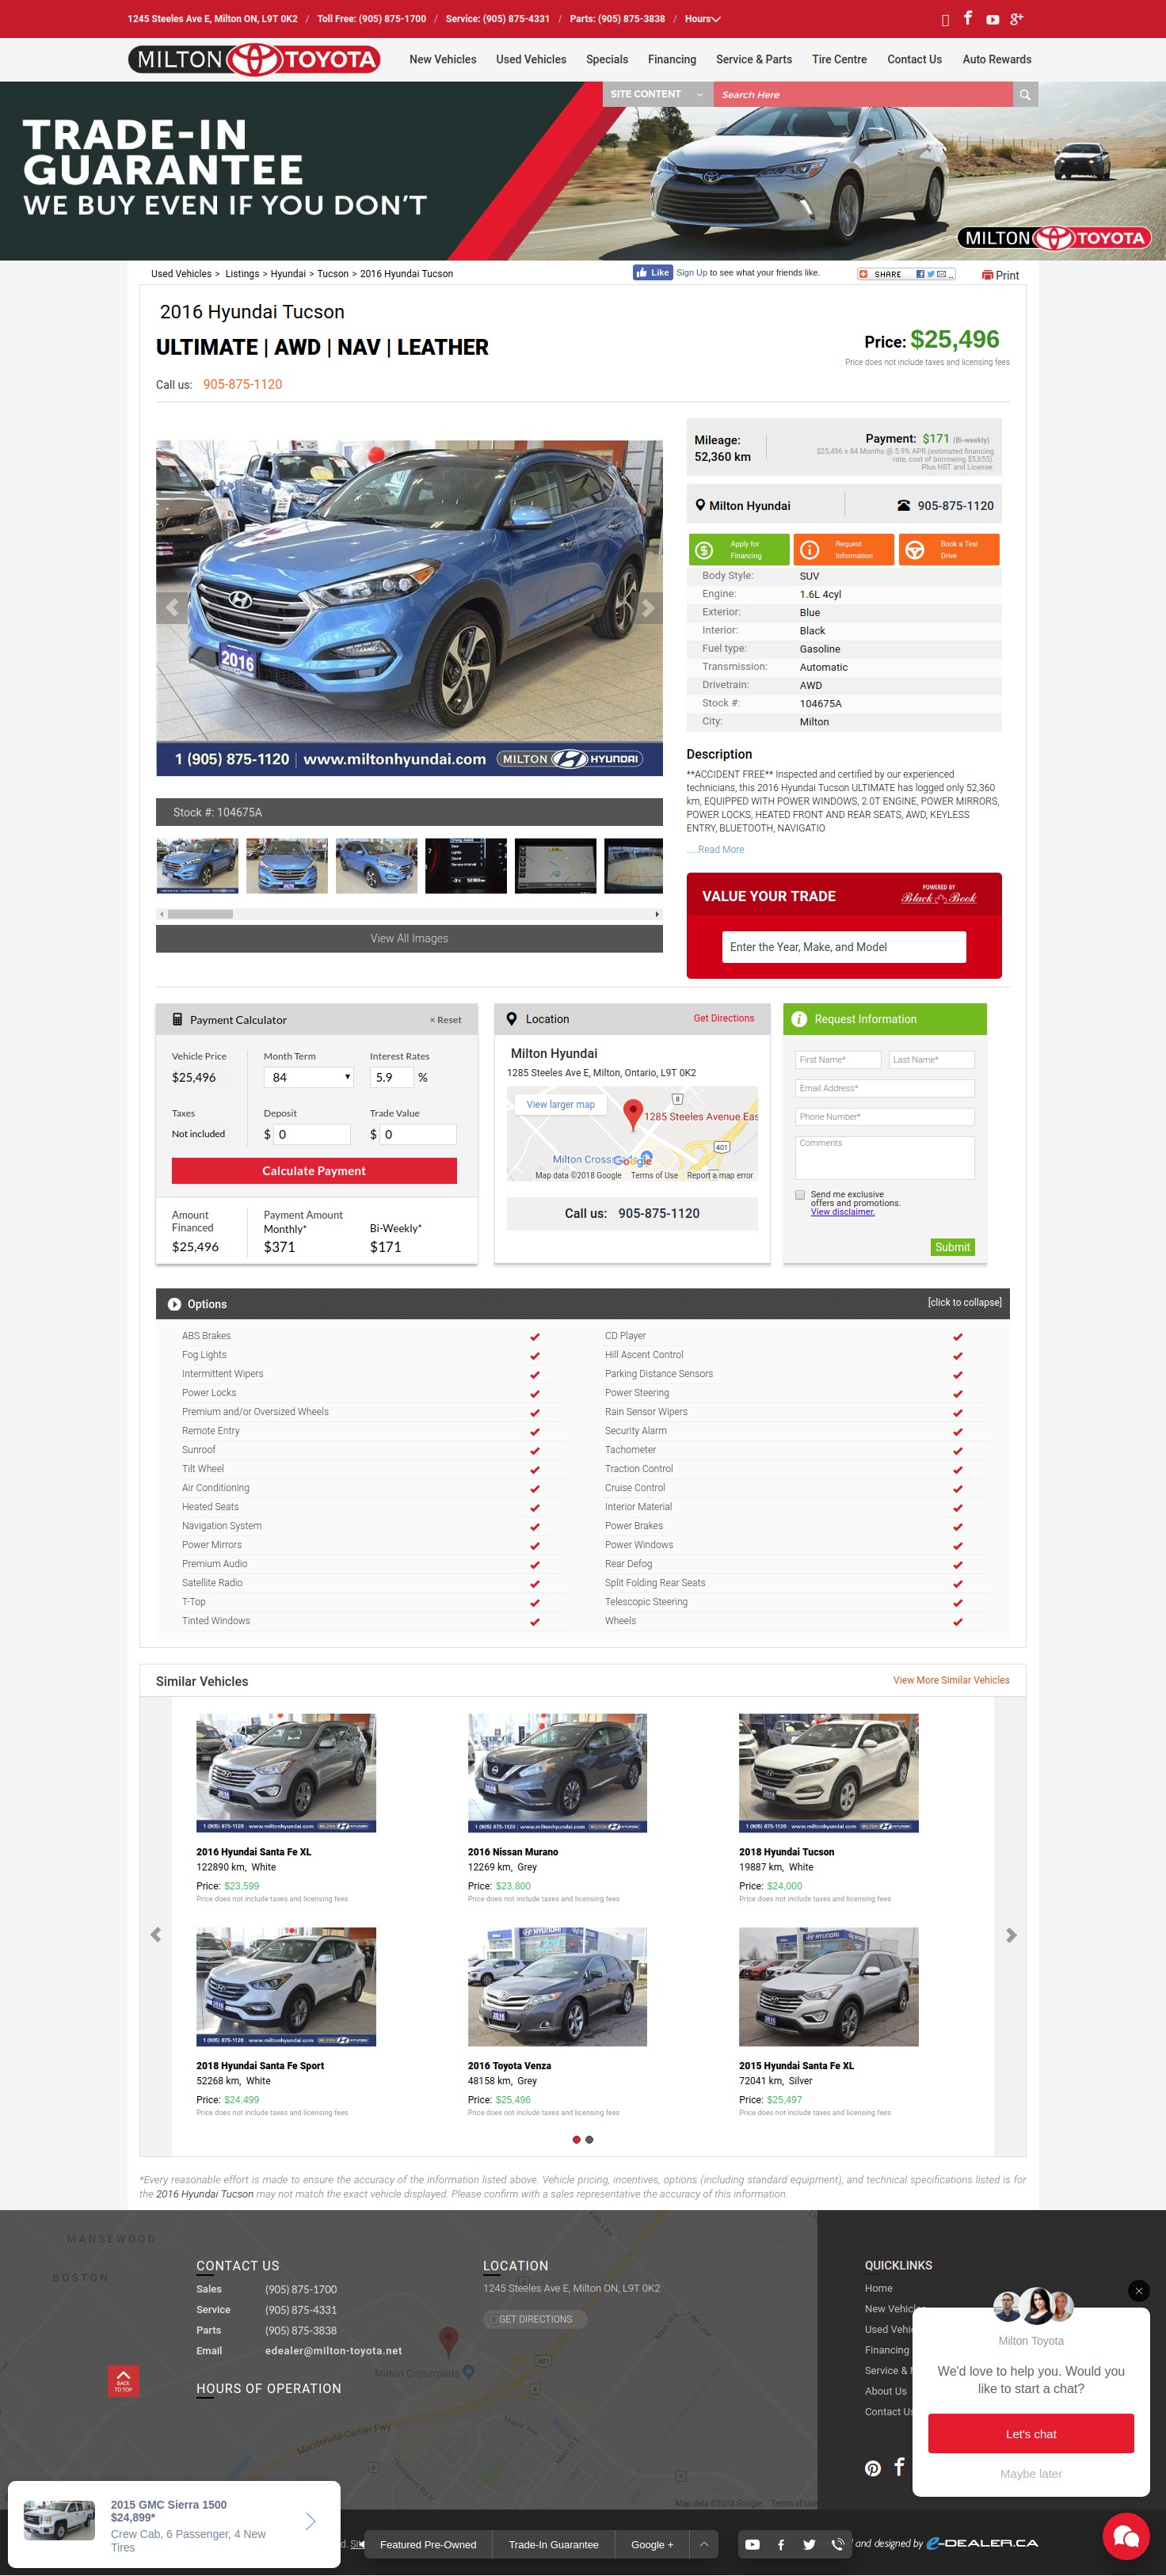 1245 Steeles Ave E, Milton ON, L9T 0K2 / Toll Free: (905) 875-1700 / Service: (905) 875-4331 / Parts: (905) 875-3838 / Hours
MILTON TOYOTA
New Vehicles Used Vehicles Specials Financing Service & Parts Tire Centre Contact Us Auto Rewards
SITE CONTENT Search Here
TRADE-IN
GUARANTEE
WE BUY EVEN IF YOU DON'T
MILTON TOYOTA
Used Vehicles > Listings > Hyundai > Tucson > 2016 Hyundai Tucson
Like Sign Up to see what your friends like.
SHARE
Print
2016 Hyundai Tucson
ULTIMATE | AWD | NAV | LEATHER
Price: $25,496
Price does not include taxes and licensing fees
Call us: 905-875-1120
2016
1 (905) 875-1120 | www.miltonhyundai.com MILTON HYUNDAI
Stock #: 104675A
View All Images
Mileage:
52,360 km
Payment: $171 (Bi-weekly)
$25,496 x 84 Months @ 5.9% APR (estimated financing
rate, cost of borrowing $5,655).
Plus HST and License.
Milton Hyundai 905-875-1120
Apply for
Financing
Request
Information
Book a Test
Drive
Body Style: SUV
Engine: 1.6L 4cyl
Exterior: Blue
Interior: Black
Fuel type: Gasoline
Transmission: Automatic
Drivetrain: AWD
Stock #: 104675A
City: Milton
Description
**ACCIDENT FREE** Inspected and certified by our experienced
technicians, this 2016 Hyundai Tucson ULTIMATE has logged only 52,360
km, EQUIPPED WITH POWER WINDOWS, 2.0T ENGINE, POWER MIRRORS,
POWER LOCKS, HEATED FRONT AND REAR SEATS, AWD, KEYLESS
ENTRY, BLUETOOTH, NAVIGATIO
.....Read More
VALUE YOUR TRADE
POWERED BY
Black Book
Enter the Year, Make, and Model
Payment Calculator × Reset
Vehicle Price Month Term Interest Rates
$25,496 84 5.9 %
Taxes Deposit Trade Value
Not included $ 0 $ 0
Calculate Payment
Amount
Financed
$25,496
Payment Amount
Monthly*
$371
Bi-Weekly*
$171
Location Get Directions
Milton Hyundai
1285 Steeles Ave E, Milton, Ontario, L9T 0K2
View larger map
8
1285 Steeles Avenue Eas
401
Google
Map data ©2018 Google Terms of Use Report a map error
Call us: 905-875-1120
Request Information
First Name* Last Name*
Email Address*
Phone Number*
Comments
Send me exclusive
offers and promotions.
View disclaimer.
Submit
Options [click to collapse]
ABS Brakes CD Player
Fog Lights Hill Ascent Control
Intermittent Wipers Parking Distance Sensors
Power Locks Power Steering
Premium and/or Oversized Wheels Rain Sensor Wipers
Remote Entry Security Alarm
Sunroof Tachometer
Tilt Wheel Traction Control
Air Conditioning Cruise Control
Heated Seats Interior Material
Navigation System Power Brakes
Power Mirrors Power Windows
Premium Audio Rear Defog
Satellite Radio Split Folding Rear Seats
T-Top Telescopic Steering
Tinted Windows Wheels
Similar Vehicles View More Similar Vehicles
2016 Hyundai Santa Fe XL
122890 km, White
Price: $23,599
Price does not include taxes and licensing fees
2016 Nissan Murano
12269 km, Grey
Price: $23,800
Price does not include taxes and licensing fees
2018 Hyundai Tucson
19887 km, White
Price: $24,000
Price does not include taxes and licensing fees
2018 Hyundai Santa Fe Sport
52268 km, White
Price: $24,499
Price does not include taxes and licensing fees
2016 Toyota Venza
48158 km, Grey
Price: $25,496
Price does not include taxes and licensing fees
2015 Hyundai Santa Fe XL
72041 km, Silver
Price: $25,497
Price does not include taxes and licensing fees
*Every reasonable effort is made to ensure the accuracy of the information listed above. Vehicle pricing, incentives, options (including standard equipment), and technical specifications listed is for
the 2016 Hyundai Tucson may not match the exact vehicle displayed. Please confirm with a sales representative the accuracy of this information.
MANSEWOOD
BOSTON
CONTACT US
Sales (905) 875-1700
Service (905) 875-4331
Parts (905) 875-3838
Email edealer@milton-toyota.net
HOURS OF OPERATION
BACK
TO TOP
LOCATION
1245 Steeles Ave E, Milton ON, L9T 0K2
GET DIRECTIONS
Milton Crossroads
401
Macdonald-Cartier Fwy
Maple Ave
Main St E
Map data ©2018 Google Terms of Use
QUICKLINKS
Home
New Vehicles
Used Vehic
Financing
Service &
About Us
Contact Us
Milton Toyota
We'd love to help you. Would you
like to start a chat?
Let's chat
Maybe later
2015 GMC Sierra 1500
$24,899*
Crew Cab, 6 Passenger, 4 New
Tires
Featured Pre-Owned Trade-In Guarantee Google +
and designed by e-DEALER.CA